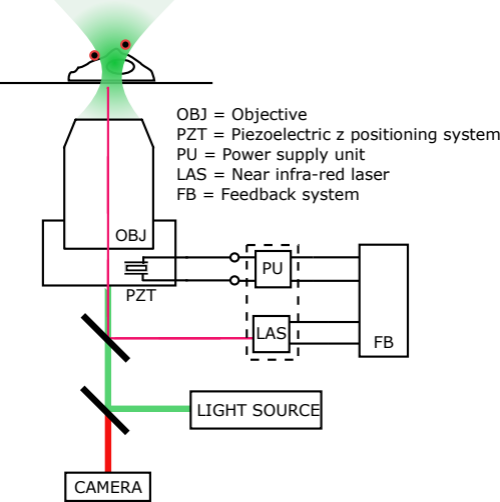 OBJ = Objective
PZT = Piezoelectric z positioning system
PU = Power supply unit
LAS = Near infra-red laser
FB = Feedback system
OBJ
PU
PZT
LAS
FB
LIGHT SOURCE
CAMERA